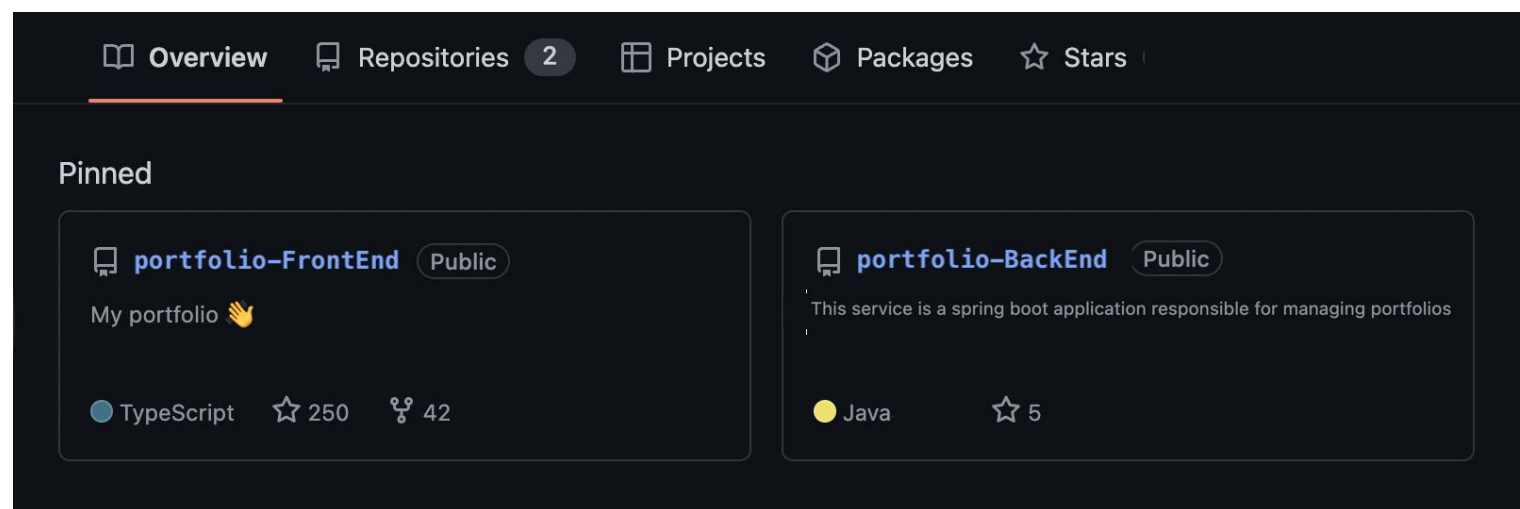 Overview Repositories 2 Projects Packages Stars
Pinned
portfolio-FrontEnd Public
My portfolio 👋
TypeScript 250 42
portfolio-BackEnd Public
This service is a spring boot application responsible for managing portfolios
Java 5